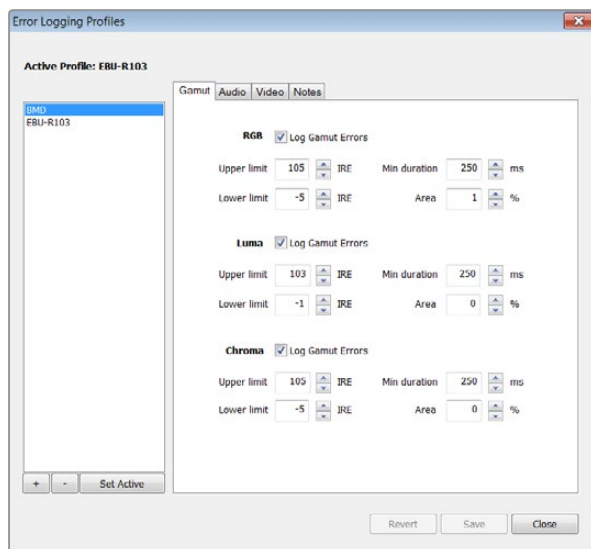 Error Logging Profiles
Active Profile: EBU-R103
BMD
EBU-R103
+ - Set Active
Gamut Audio Video Notes
RGB Log Gamut Errors
Upper limit 105 IRE Min duration 250 ms
Lower limit -5 IRE Area 1 %
Luma Log Gamut Errors
Upper limit 103 IRE Min duration 250 ms
Lower limit -1 IRE Area 0 %
Chroma Log Gamut Errors
Upper limit 105 IRE Min duration 250 ms
Lower limit -5 IRE Area 0 %
Revert Save Close